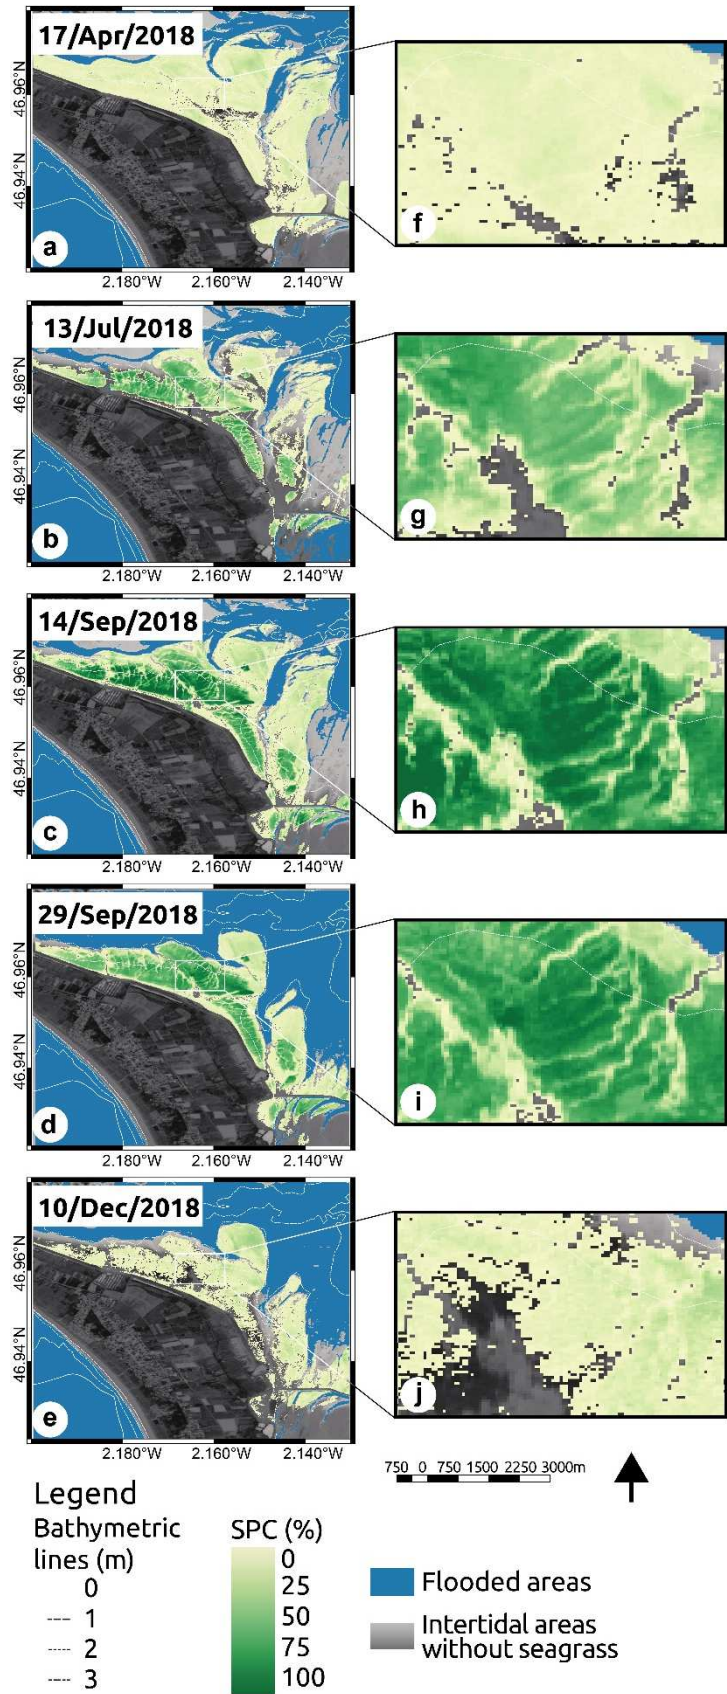 17/Apr/2018
46.96°N
46.94°N
a
f
2.180°W 2.160°W 2.140°W
13/Jul/2018
46.96°N
46.94°N
b
g
2.180°W 2.160°W 2.140°W
14/Sep/2018
46.96°N
46.94°N
c
h
2.180°W 2.160°W 2.140°W
29/Sep/2018
46.96°N
46.94°N
d
i
2.180°W 2.160°W 2.140°W
10/Dec/2018
46.96°N
46.94°N
e
j
2.180°W 2.160°W 2.140°W
750 0 750 1500 2250 3000m
Legend
Bathymetric
lines (m)
0
1
2
3
SPC (%)
0
25
50
75
100
Flooded areas
Intertidal areas
without seagrass